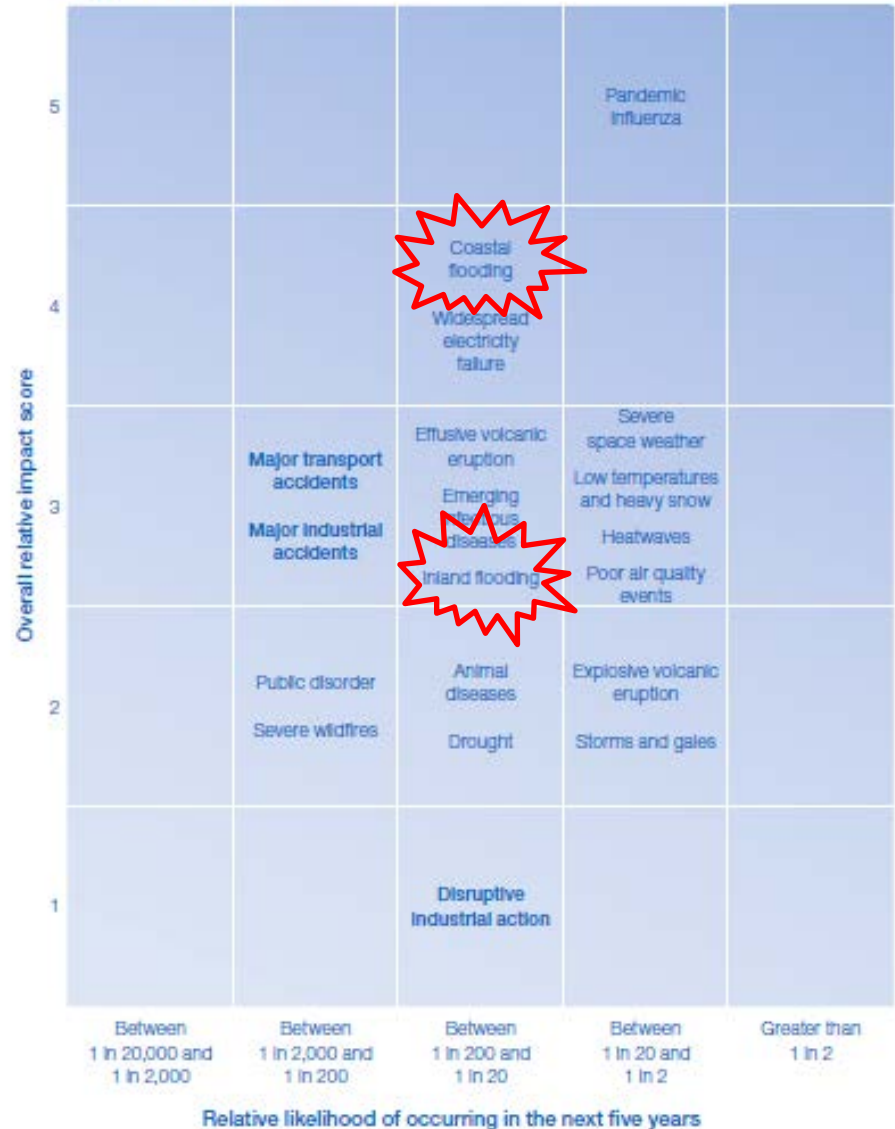 5
Pandemic
Influenza
Coastal
flooding
4
Widespread
electricity
failure
Overall relative impact score
3
Major transport
accidents
Major industrial
accidents
Effusive volcanic
eruption
Emerging
infectious
diseases
Inland flooding
Severe
space weather
Low temperatures
and heavy snow
Heatwaves
Poor air quality
events
2
Public disorder
Severe wildfires
Animal
diseases
Drought
Explosive volcanic
eruption
Storms and gales
1
Disruptive
industrial action
Between
1 in 20,000 and
1 in 2,000
Between
1 in 2,000 and
1 in 200
Between
1 in 200 and
1 in 20
Between
1 in 20 and
1 in 2
Greater than
1 in 2
Relative likelihood of occurring in the next five years